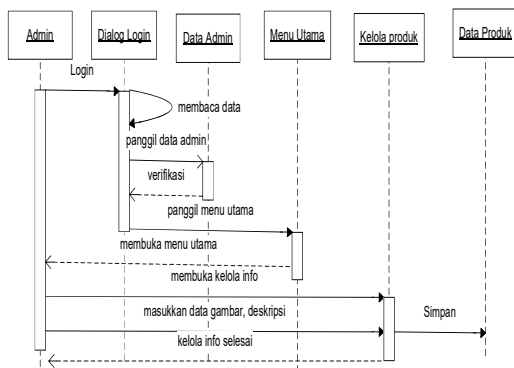 Admin
Dialog Login
Data Admin
Menu Utama
Kelola produk
Data Produk
Login
membaca data
panggil data admin
verifikasi
panggil menu utama
membuka menu utama
membuka kelola info
masukkan data gambar, deskripsi
Simpan
kelola info selesai